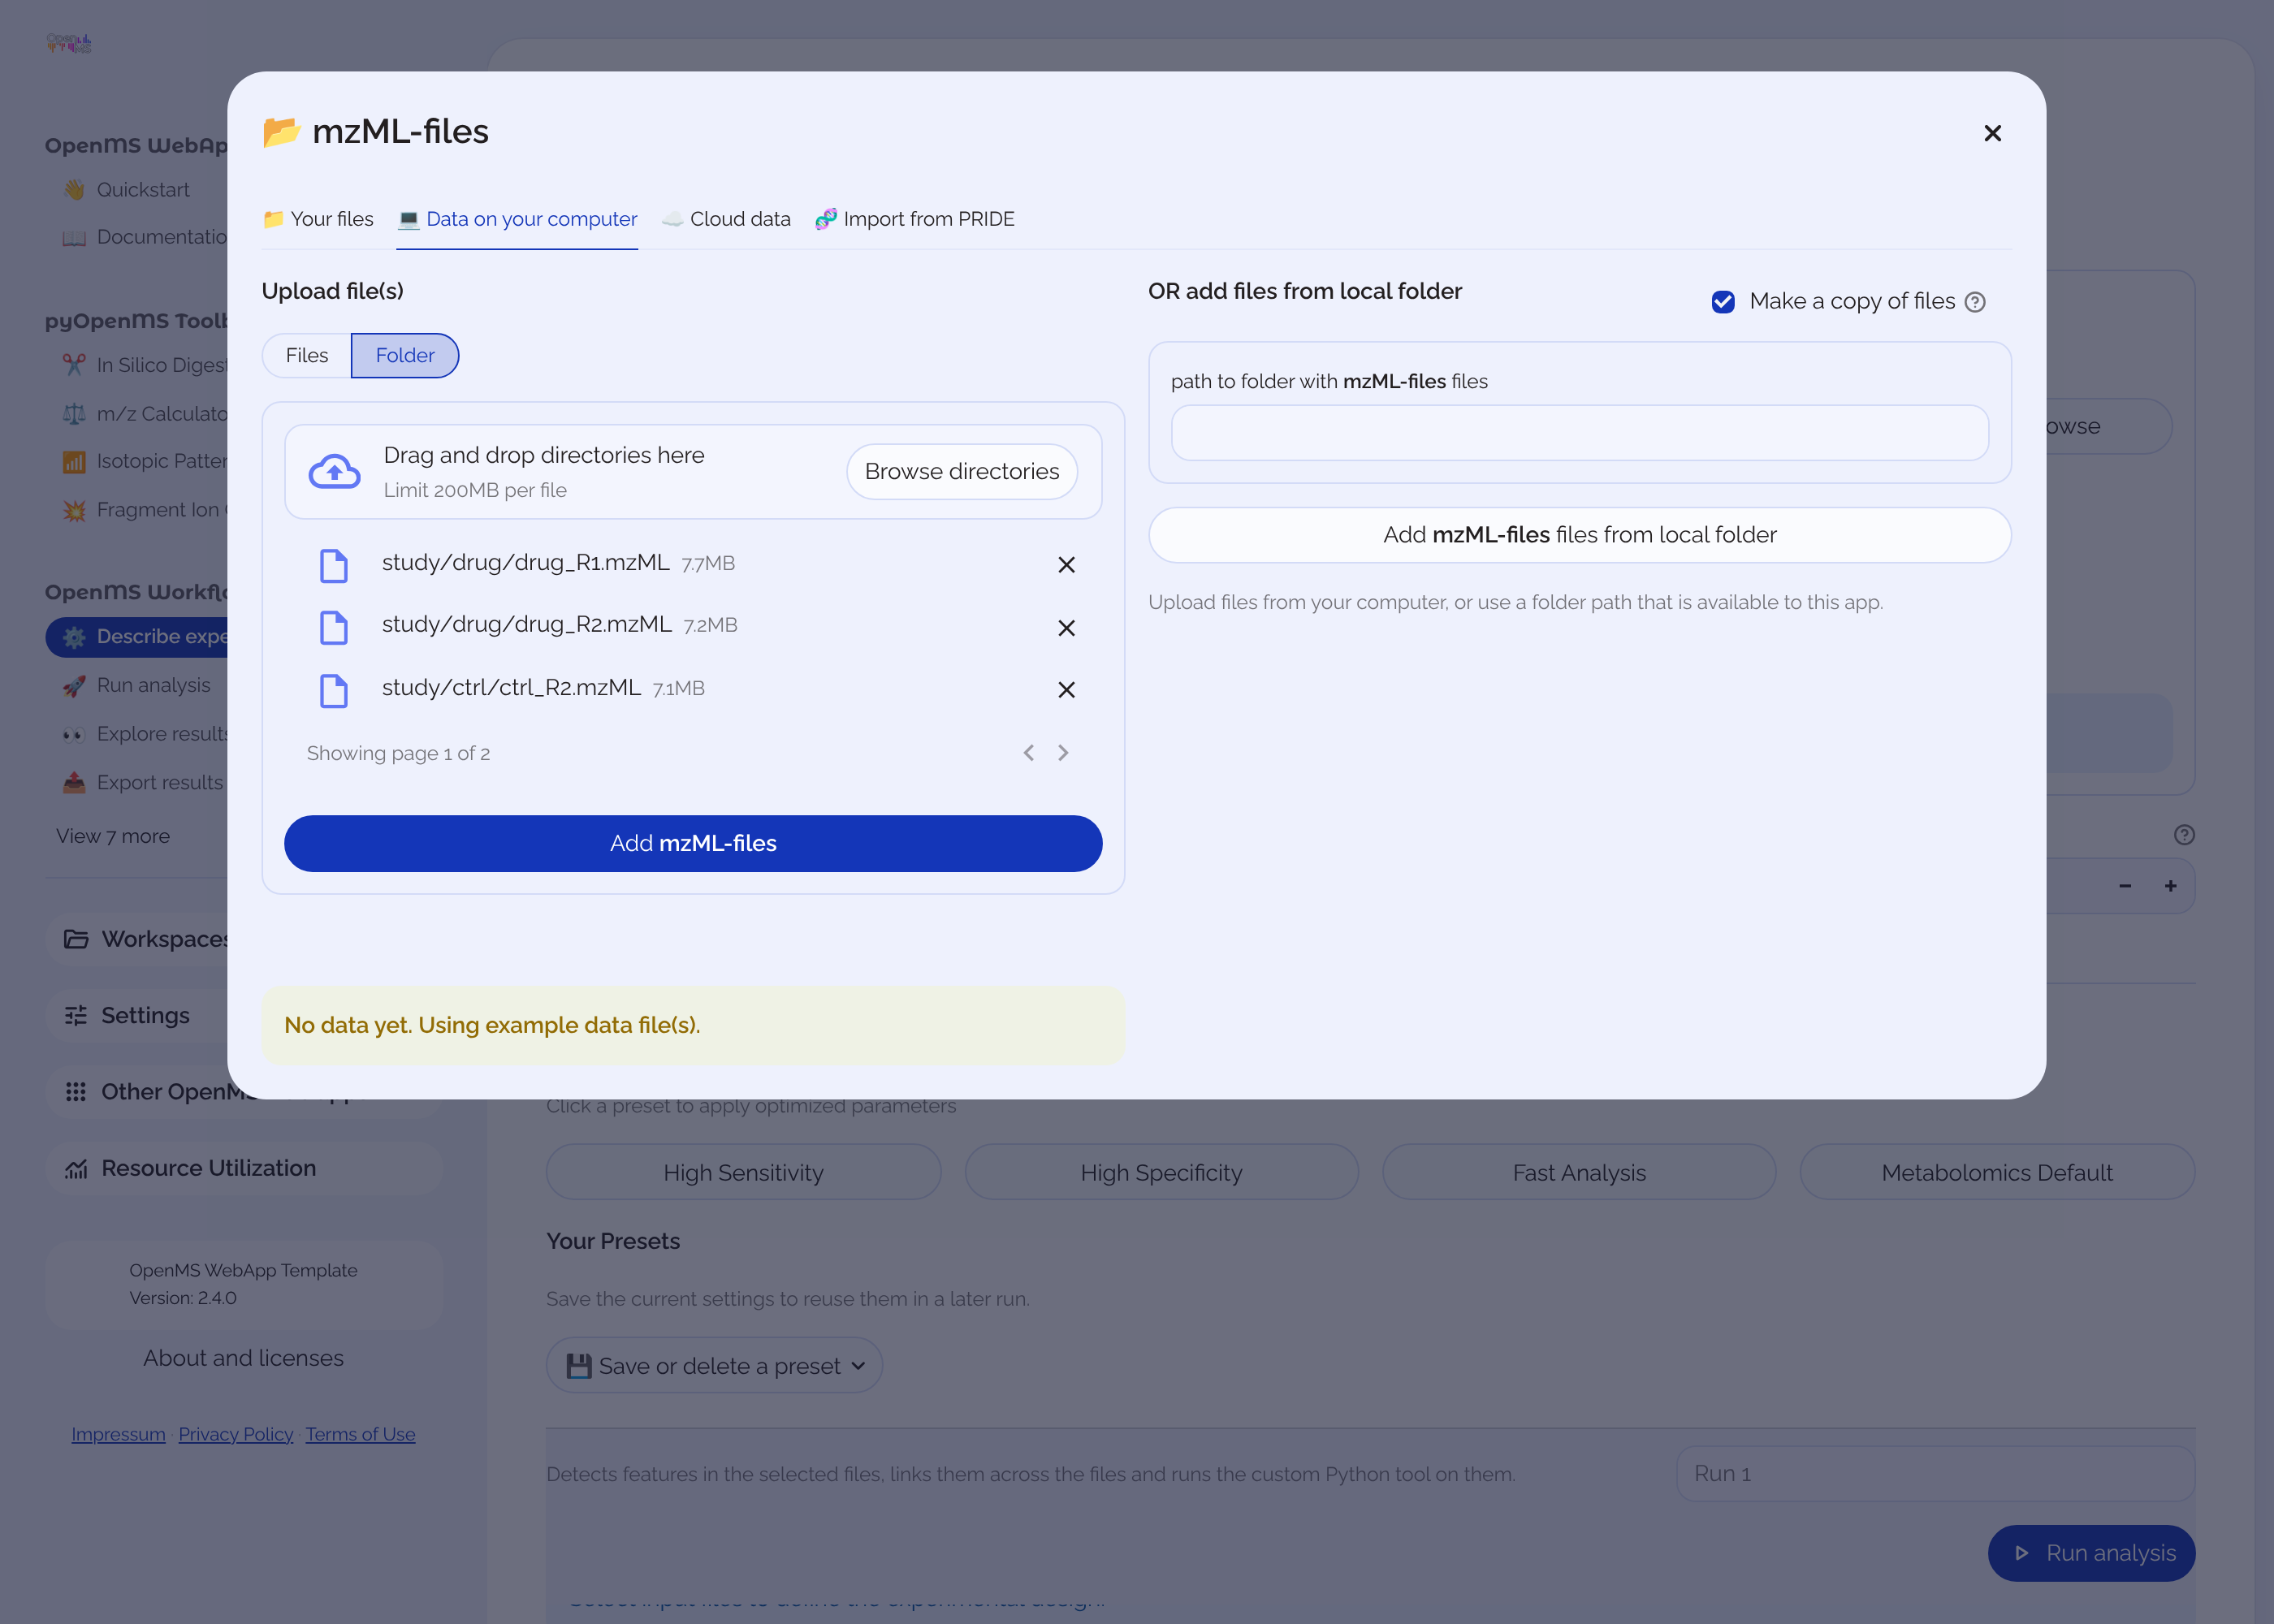 OpenMS
📂 mzML-files
📁 Your files
💻 Data on your computer
☁️ Cloud data
🧬 Import from PRIDE
Upload file(s)
Files
Folder
Drag and drop directories here
Limit 200MB per file
Browse directories
study/drug/drug_R1.mzML 7.7MB
study/drug/drug_R2.mzML 7.2MB
study/ctrl/ctrl_R2.mzML 7.1MB
Showing page 1 of 2
Add mzML-files
No data yet. Using example data file(s).
OR add files from local folder
Make a copy of files
path to folder with mzML-files files
Add mzML-files files from local folder
Upload files from your computer, or use a folder path that is available to this app.
OpenMS WebAp
Quickstart
Documentatio
pyOpenMS Toolb
In Silico Digest
m/z Calculato
Isotopic Patter
Fragment Ion
OpenMS Workflo
Describe expe
Run analysis
Explore results
Export results
View 7 more
Workspaces
Settings
Other OpenMS
Resource Utilization
OpenMS WebApp Template
Version: 2.4.0
About and licenses
Impressum · Privacy Policy · Terms of Use
owse
Click a preset to apply optimized parameters
High Sensitivity
High Specificity
Fast Analysis
Metabolomics Default
Your Presets
Save the current settings to reuse them in a later run.
💾 Save or delete a preset
Detects features in the selected files, links them across the files and runs the custom Python tool on them.
Run 1
Run analysis